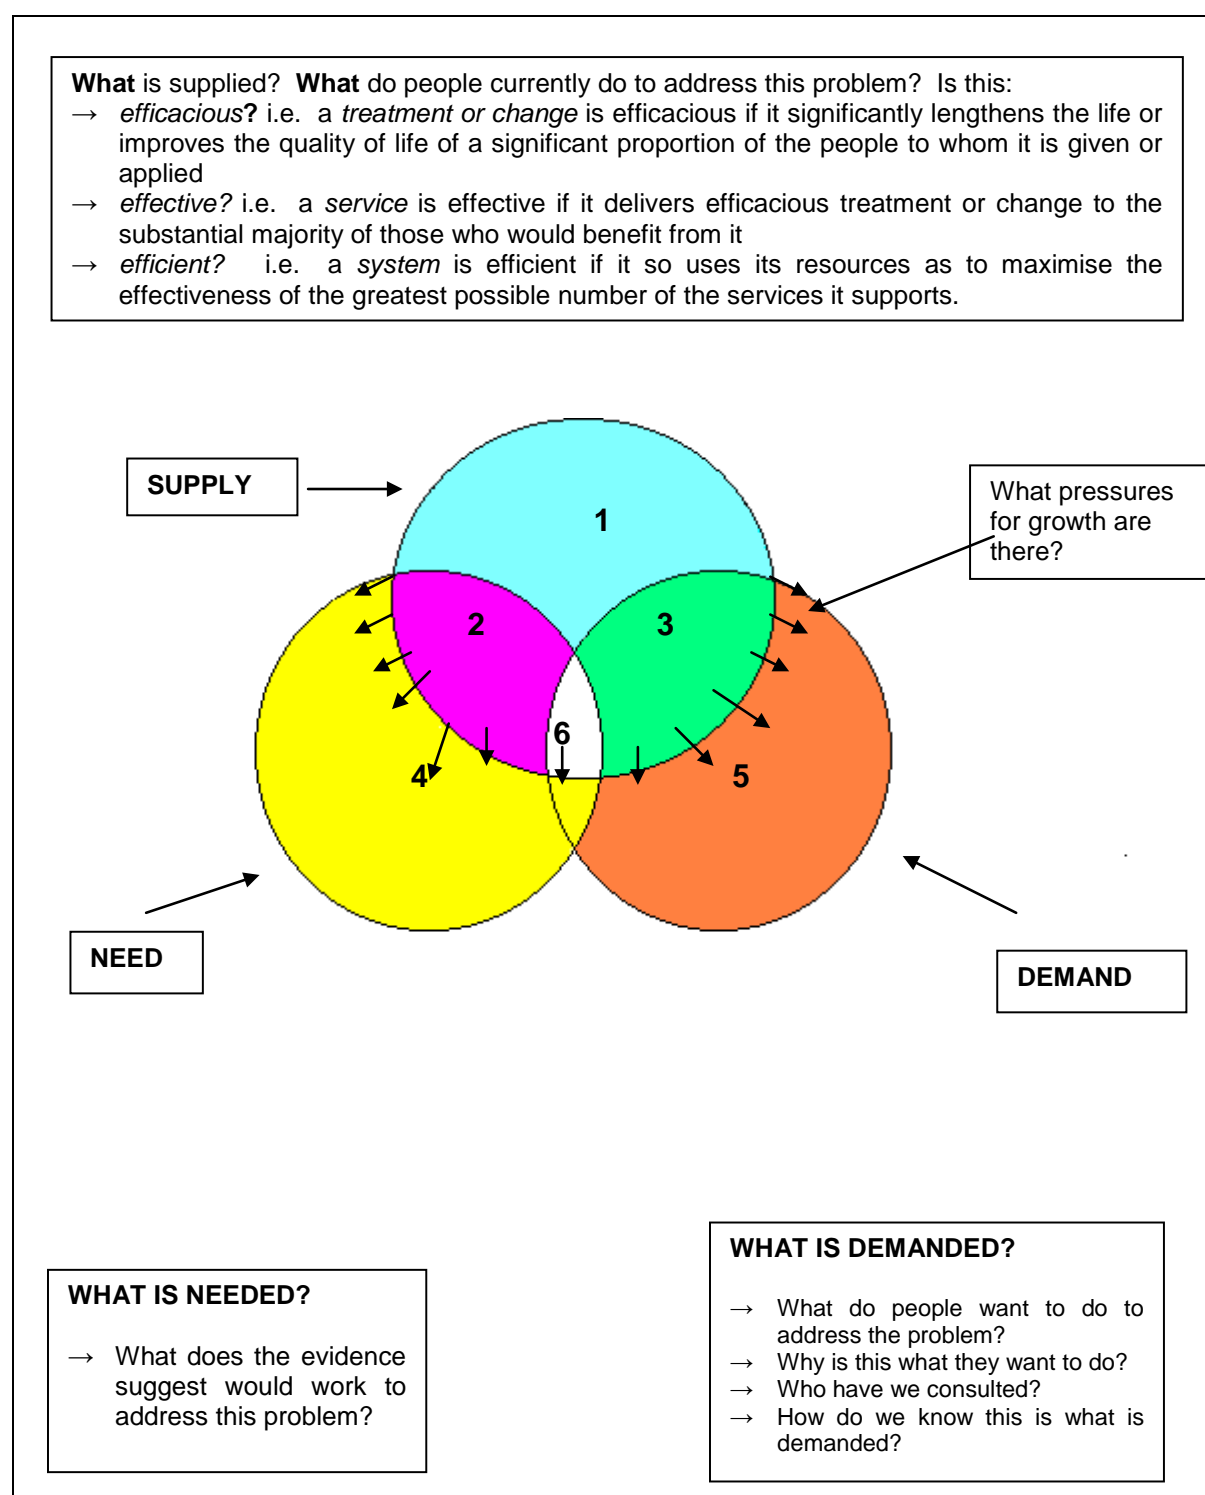 What is supplied? What do people currently do to address this problem? Is this:
→ efficacious? i.e. a treatment or change is efficacious if it significantly lengthens the life or
improves the quality of life of a significant proportion of the people to whom it is given or
applied
→ effective? i.e. a service is effective if it delivers efficacious treatment or change to the
substantial majority of those who would benefit from it
→ efficient? i.e. a system is efficient if it so uses its resources as to maximise the
effectiveness of the greatest possible number of the services it supports.
SUPPLY
What pressures
for growth are
there?
1
2
3
6
4
5
NEED
DEMAND
WHAT IS NEEDED?
→ What does the evidence
suggest would work to
address this problem?
WHAT IS DEMANDED?
→ What do people want to do to
address the problem?
→ Why is this what they want to do?
→ Who have we consulted?
→ How do we know this is what is
demanded?